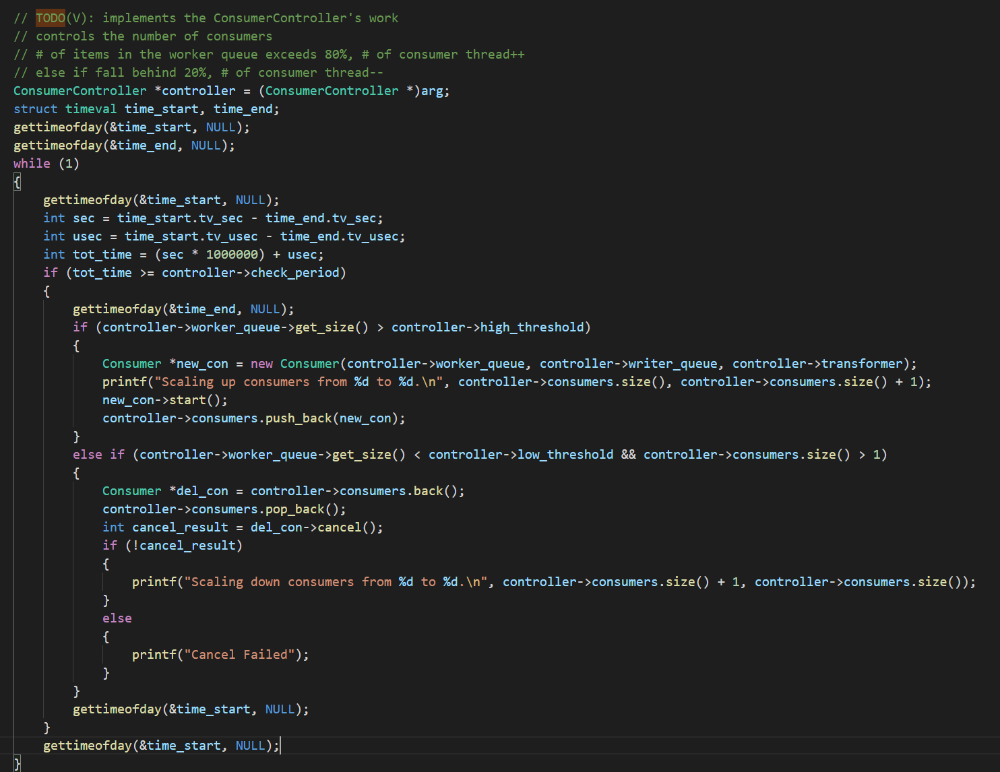 // TODO(V): implements the ConsumerController's work
// controls the number of consumers
// # of items in the worker queue exceeds 80%, # of consumer thread++
// else if fall behind 20%, # of consumer thread--
ConsumerController *controller = (ConsumerController *)arg;
struct timeval time_start, time_end;
gettimeofday(&time_start, NULL);
gettimeofday(&time_end, NULL);
while (1)
{
    gettimeofday(&time_start, NULL);
    int sec = time_start.tv_sec - time_end.tv_sec;
    int usec = time_start.tv_usec - time_end.tv_usec;
    int tot_time = (sec * 1000000) + usec;
    if (tot_time >= controller->check_period)
    {
        gettimeofday(&time_end, NULL);
        if (controller->worker_queue->get_size() > controller->high_threshold)
        {
            Consumer *new_con = new Consumer(controller->worker_queue, controller->writer_queue, controller->transformer);
            printf("Scaling up consumers from %d to %d.\n", controller->consumers.size(), controller->consumers.size() + 1);
            new_con->start();
            controller->consumers.push_back(new_con);
        }
        else if (controller->worker_queue->get_size() < controller->low_threshold && controller->consumers.size() > 1)
        {
            Consumer *del_con = controller->consumers.back();
            controller->consumers.pop_back();
            int cancel_result = del_con->cancel();
            if (!cancel_result)
            {
                printf("Scaling down consumers from %d to %d.\n", controller->consumers.size() + 1, controller->consumers.size());
            }
            else
            {
                printf("Cancel Failed");
            }
        }
        gettimeofday(&time_start, NULL);
    }
    gettimeofday(&time_start, NULL);
}